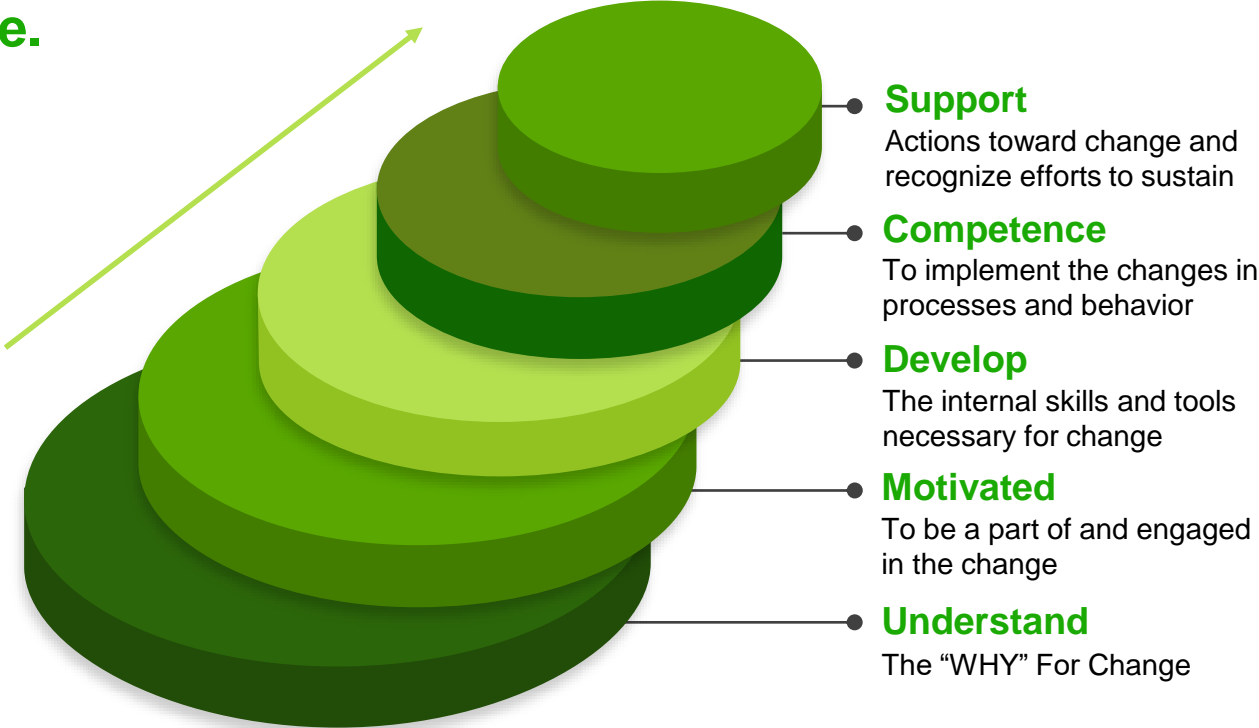 e.
Support
Actions toward change and
recognize efforts to sustain
Competence
To implement the changes in
processes and behavior
Develop
The internal skills and tools
necessary for change
Motivated
To be a part of and engaged
in the change
Understand
The “WHY” For Change